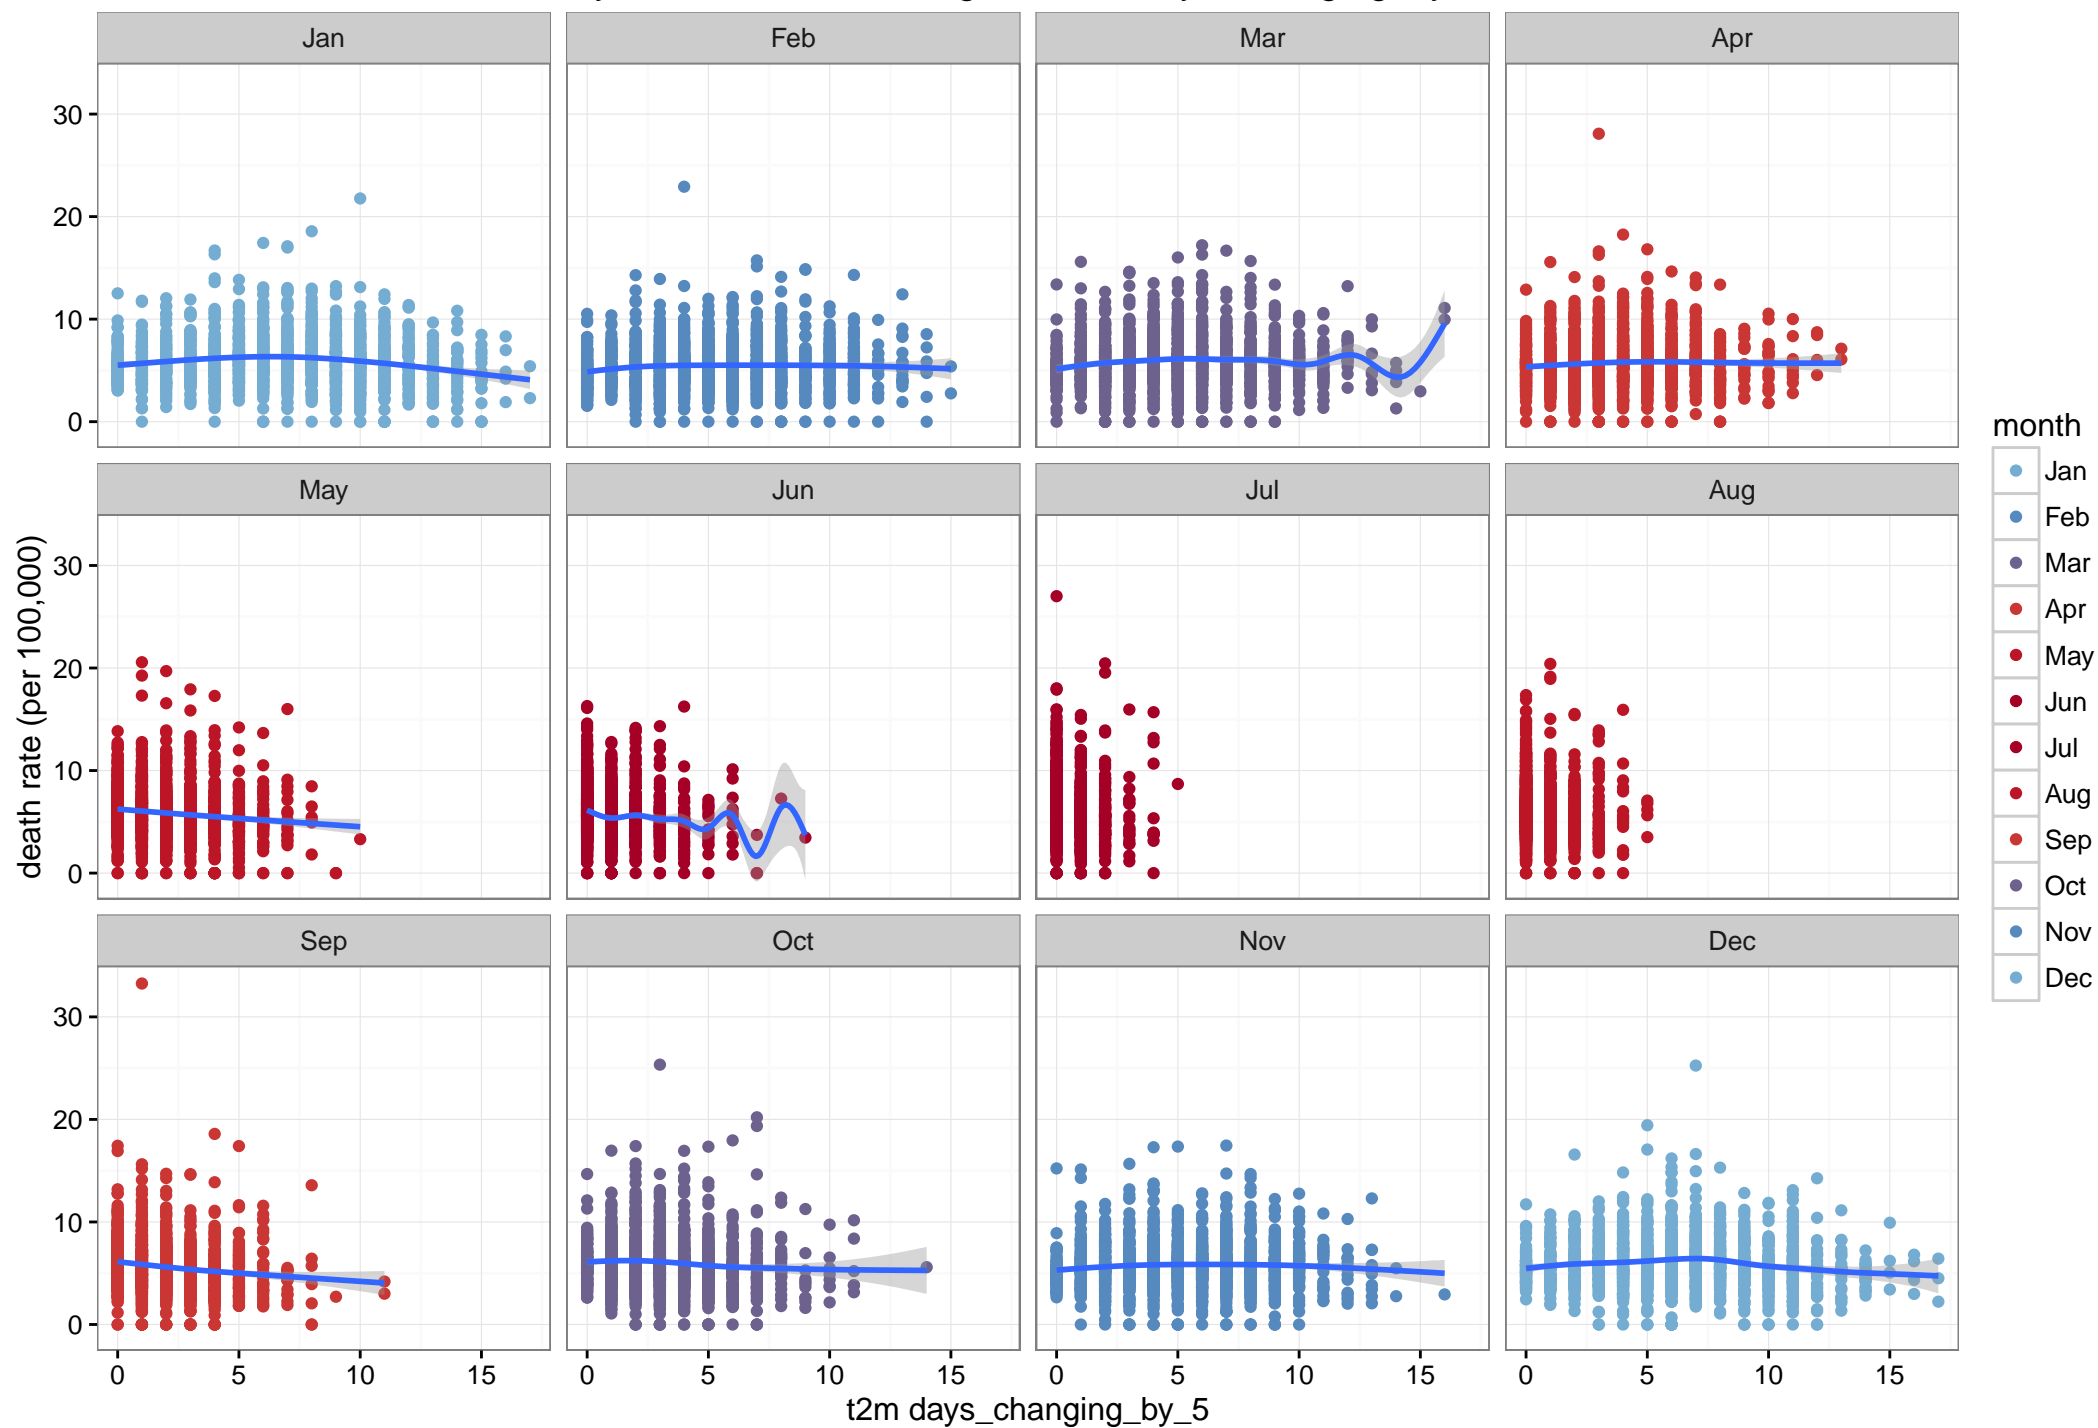 Jan Feb Mar Apr
30
20
10
0
May Jun Jul Aug
30
20
10
0
Sep Oct Nov Dec
30
20
10
0
0 5 10 15 0 5 10 15 0 5 10 15 0 5 10 15
t2m days_changing_by_5
death rate (per 100,000)
month
Jan
Feb
Mar
Apr
May
Jun
Jul
Aug
Sep
Oct
Nov
Dec